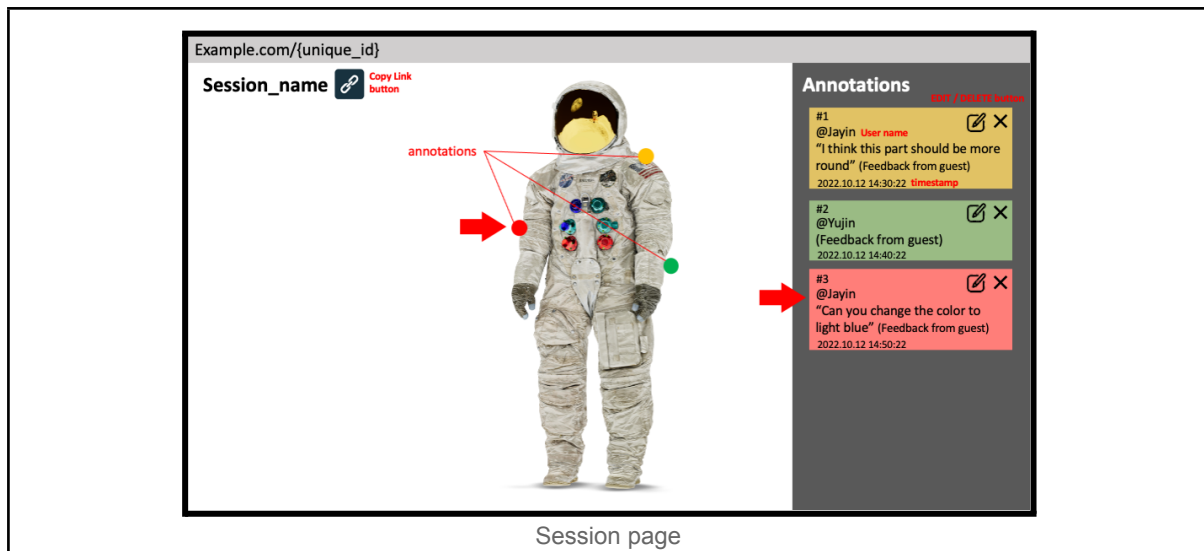 Example.com/{unique_id}
Session_name
Copy Link
button
annotations
Annotations
EDIT / DELETE button
#1
@Jayin User name
“I think this part should be more
round” (Feedback from guest)
2022.10.12 14:30:22 timestamp
#2
@Yujin
(Feedback from guest)
2022.10.12 14:40:22
#3
@Jayin
“Can you change the color to
light blue” (Feedback from guest)
2022.10.12 14:50:22
Session page